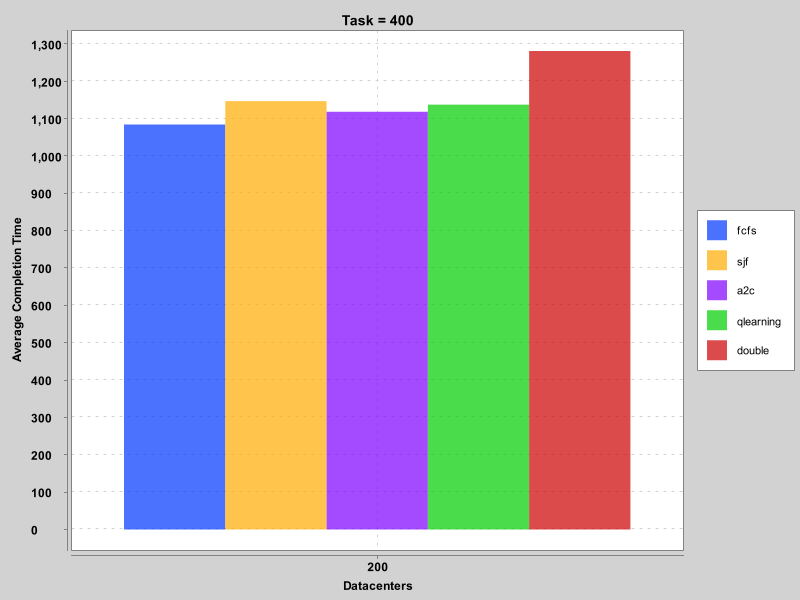 Task = 400
Average Completion Time
1,300
1,200
1,100
1,000
900
800
700
600
500
400
300
200
100
0
200
Datacenters
fcfs
sjf
a2c
qlearning
double